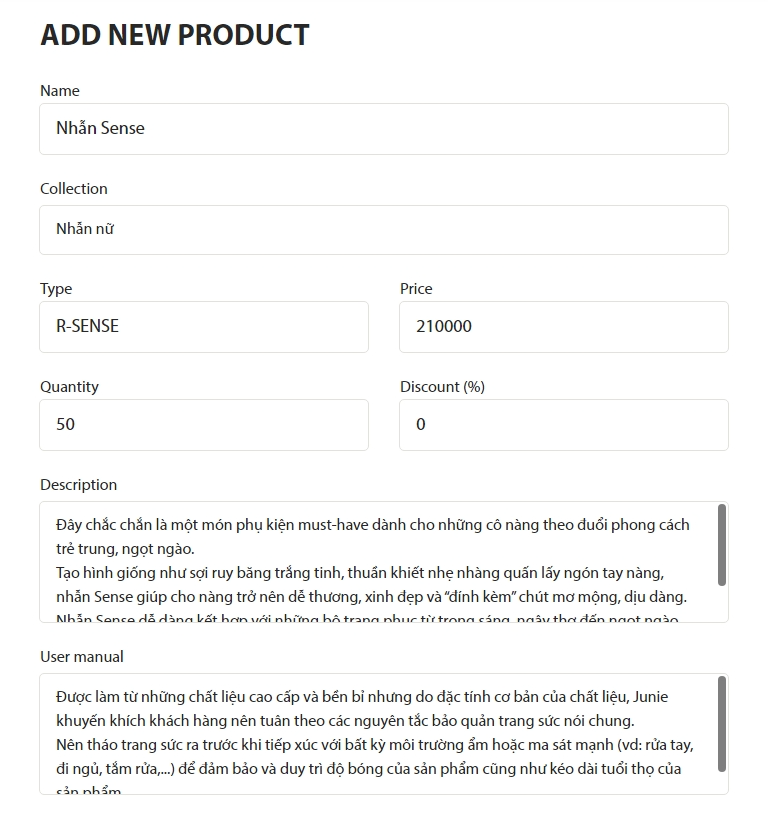 ADD NEW PRODUCT
Name
Nhẫn Sense
Collection
Nhẫn nữ
Type
Price
R-SENSE
210000
Quantity
Discount (%)
50
0
Description
Đây chắc chắn là một món phụ kiện must-have dành cho những cô nàng theo đuổi phong cách
trẻ trung, ngọt ngào.
Tạo hình giống như sợi ruy băng trắng tinh, thuần khiết nhẹ nhàng quấn lấy ngón tay nàng,
nhẫn Sense giúp cho nàng trở nên dễ thương, xinh đẹp và “đính kèm” chút mơ mộng, dịu dàng.
Nhẫn Sense dễ dàng kết hợp với những bộ trang phục từ trong sáng, ngây thơ đến ngọt ngào
User manual
Được làm từ những chất liệu cao cấp và bền bỉ nhưng do đặc tính cơ bản của chất liệu, Junie
khuyến khích khách hàng nên tuân theo các nguyên tắc bảo quản trang sức nói chung.
Nên tháo trang sức ra trước khi tiếp xúc với bất kỳ môi trường ẩm hoặc ma sát mạnh (vd: rửa tay,
đi ngủ, tắm rửa,...) để đảm bảo và duy trì độ bóng của sản phẩm cũng như kéo dài tuổi thọ của
sản phẩm